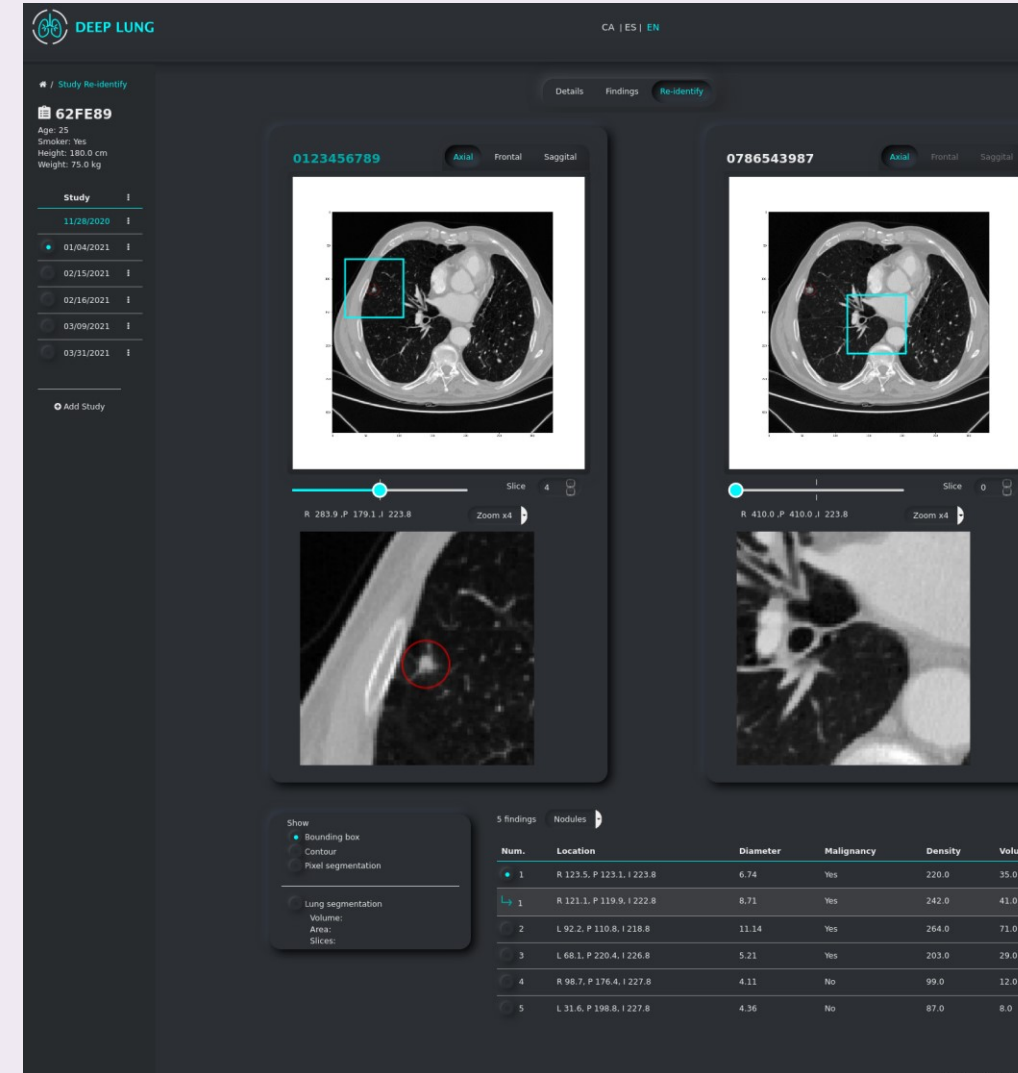 DEEP LUNG
CA | ES | EN
/ Study Re-identify
62FE89
Age: 25
Smoker: Yes
Height: 180.0 cm
Weight: 75.0 kg
Study
11/28/2020
01/04/2021
02/15/2021
02/16/2021
03/09/2021
03/31/2021
Add Study
Details Findings Re-identify
0123456789 Axial Frontal Saggital
Slice 4
R 283.9 ,P 179.1 ,I 223.8 Zoom x4
0786543987 Axial Frontal Saggital
Slice 0
R 410.0 ,P 410.0 ,I 223.8 Zoom x4
Show
Bounding box
Contour
Pixel segmentation
Lung segmentation
Volume:
Area:
Slices:
5 findings Nodules
Num. Location Diameter Malignancy Density Volu
1 R 123.5, P 123.1, I 223.8 6.74 Yes 220.0 35.0
1 R 121.1, P 119.9, I 222.8 8.71 Yes 242.0 41.0
2 L 92.2, P 110.8, I 218.8 11.14 Yes 264.0 71.0
3 L 68.1, P 220.4, I 226.8 5.21 Yes 203.0 29.0
4 R 98.7, P 176.4, I 227.8 4.11 No 99.0 12.0
5 L 31.6, P 198.8, I 227.8 4.36 No 87.0 8.0